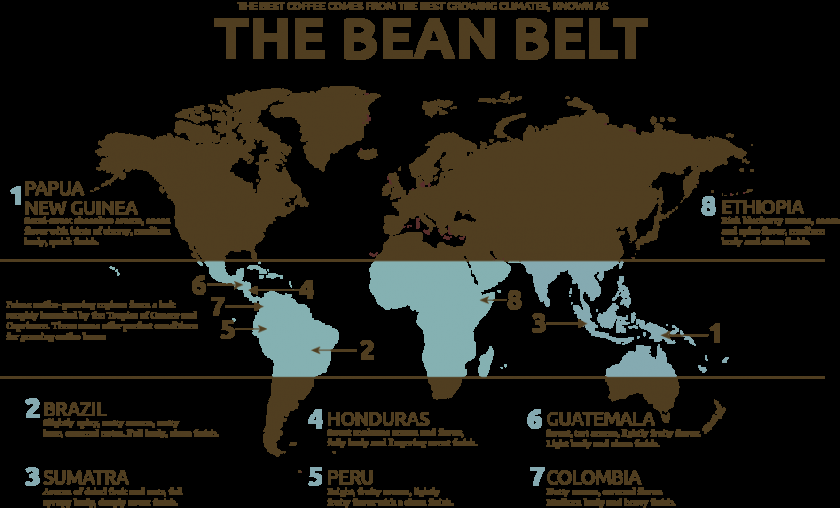 THE BEST COFFEE COMES FROM THE BEST GROWING CLIMATES, KNOWN AS
THE BEAN BELT
1 PAPUA
NEW GUINEA
Semi-sweet chocolate aroma, cocoa
flavor with hints of cherry, medium
body, quick finish.
8 ETHIOPIA
Rich blueberry aroma, cocoa
and spice flavor, medium
body and clean finish.
6
4
7
8
5
3
1
2
Prime coffee-growing regions form a belt
roughly bounded by the Tropics of Cancer and
Capricorn. These zones offer perfect conditions
for growing coffee beans
2 BRAZIL
Slightly spicy, nutty aroma, nutty
base, caramel notes. Full body, clean finish.
4 HONDURAS
Sweet aroma and flavor,
fully body and lingering sweet finish.
6 GUATEMALA
Sweet, tart aroma, lightly fruity flavor.
Light body and clean finish.
3 SUMATRA
Aroma of dried fruit and nuts, full
syrupy body, deeply sweet finish.
5 PERU
Bright, fruity aroma, lightly
fruity flavor with a clean finish.
7 COLOMBIA
Nutty aroma, caramel flavor.
Medium body and heavy finish.